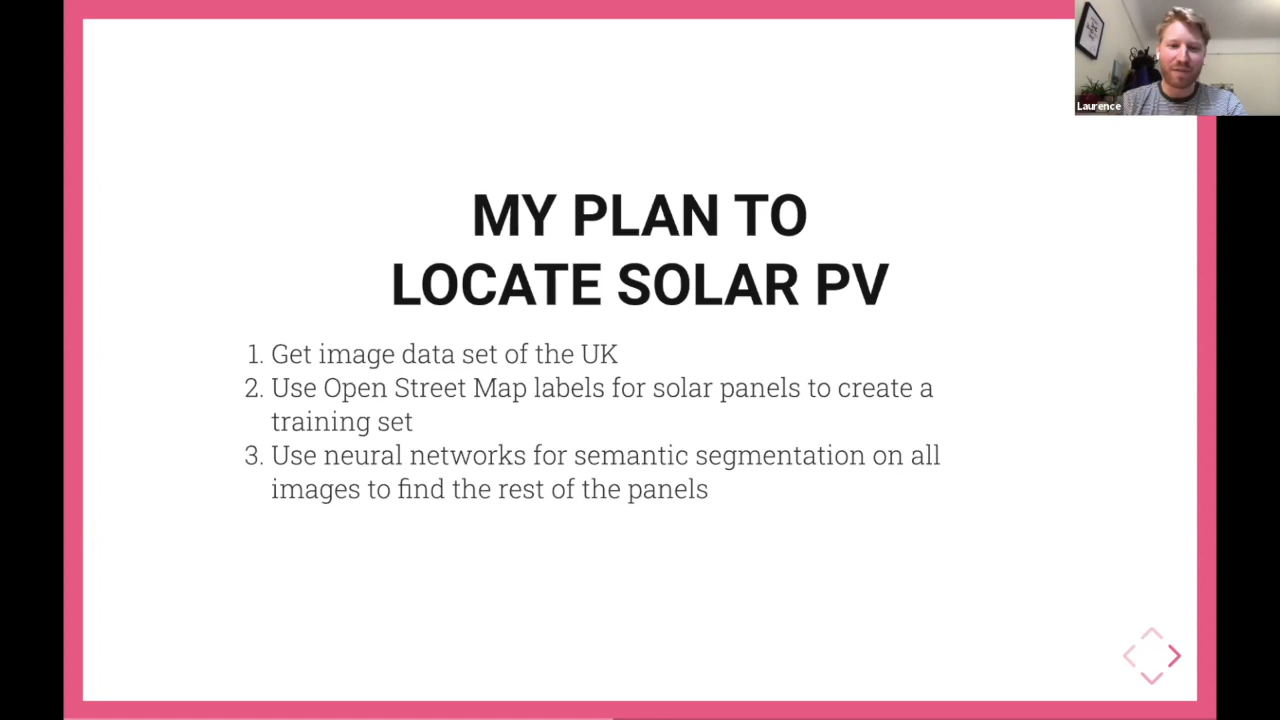 Laurence
MY PLAN TO
LOCATE SOLAR PV
1. Get image data set of the UK
2. Use Open Street Map labels for solar panels to create a
training set
3. Use neural networks for semantic segmentation on all
images to find the rest of the panels